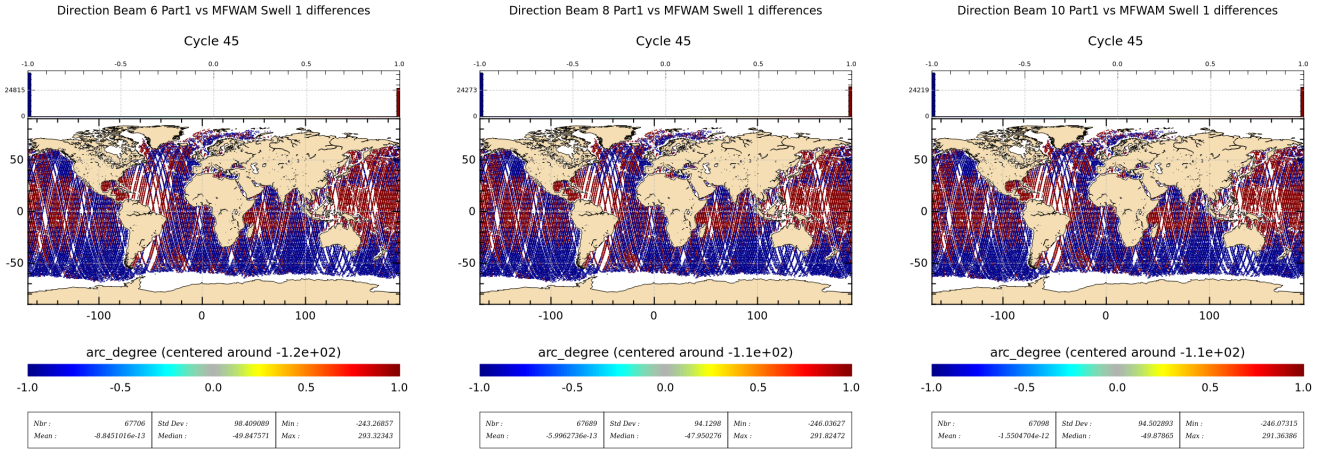 Direction Beam 6 Part1 vs MFWAM Swell 1 differences
Cycle 45
-1.0 -0.5 0.0 0.5 1.0
24815
0
50
0
-50
-100 0 100
arc_degree (centered around -1.2e+02)
-1.0 -0.5 0.0 0.5 1.0
Nbr : 67706 Std Dev : 98.409089 Min : -243.26857
Mean : -8.8451016e-13 Median : -49.847571 Max : 293.32343
Direction Beam 8 Part1 vs MFWAM Swell 1 differences
Cycle 45
-1.0 -0.5 0.0 0.5 1.0
24273
0
50
0
-50
-100 0 100
arc_degree (centered around -1.1e+02)
-1.0 -0.5 0.0 0.5 1.0
Nbr : 67689 Std Dev : 94.1298 Min : -246.03627
Mean : -5.9962736e-13 Median : -47.950276 Max : 291.82472
Direction Beam 10 Part1 vs MFWAM Swell 1 differences
Cycle 45
-1.0 -0.5 0.0 0.5 1.0
24219
0
50
0
-50
-100 0 100
arc_degree (centered around -1.1e+02)
-1.0 -0.5 0.0 0.5 1.0
Nbr : 67098 Std Dev : 94.502893 Min : -246.07315
Mean : -1.5504704e-12 Median : -49.87865 Max : 291.36386